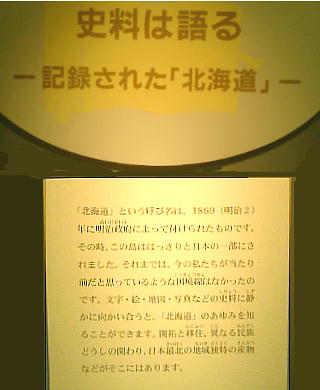 史料は語る
―記録された「北海道」―
「北海道」という呼び名は、1869(明治2)
年に明治政府によって付けられたものです。
その時、この島ははっきりと日本の一部にさ
れました。それまでは、今の私たちが当たり
前だと思っているような国境線はなかったの
です。文字・絵・地図・写真などの史料に静
かに向かい合うと、「北海道」のあゆみを知
ることができます。開拓と移住、異なる民族
どうしの関わり、日本最北の地域独特の産物
などがそこにはあります。